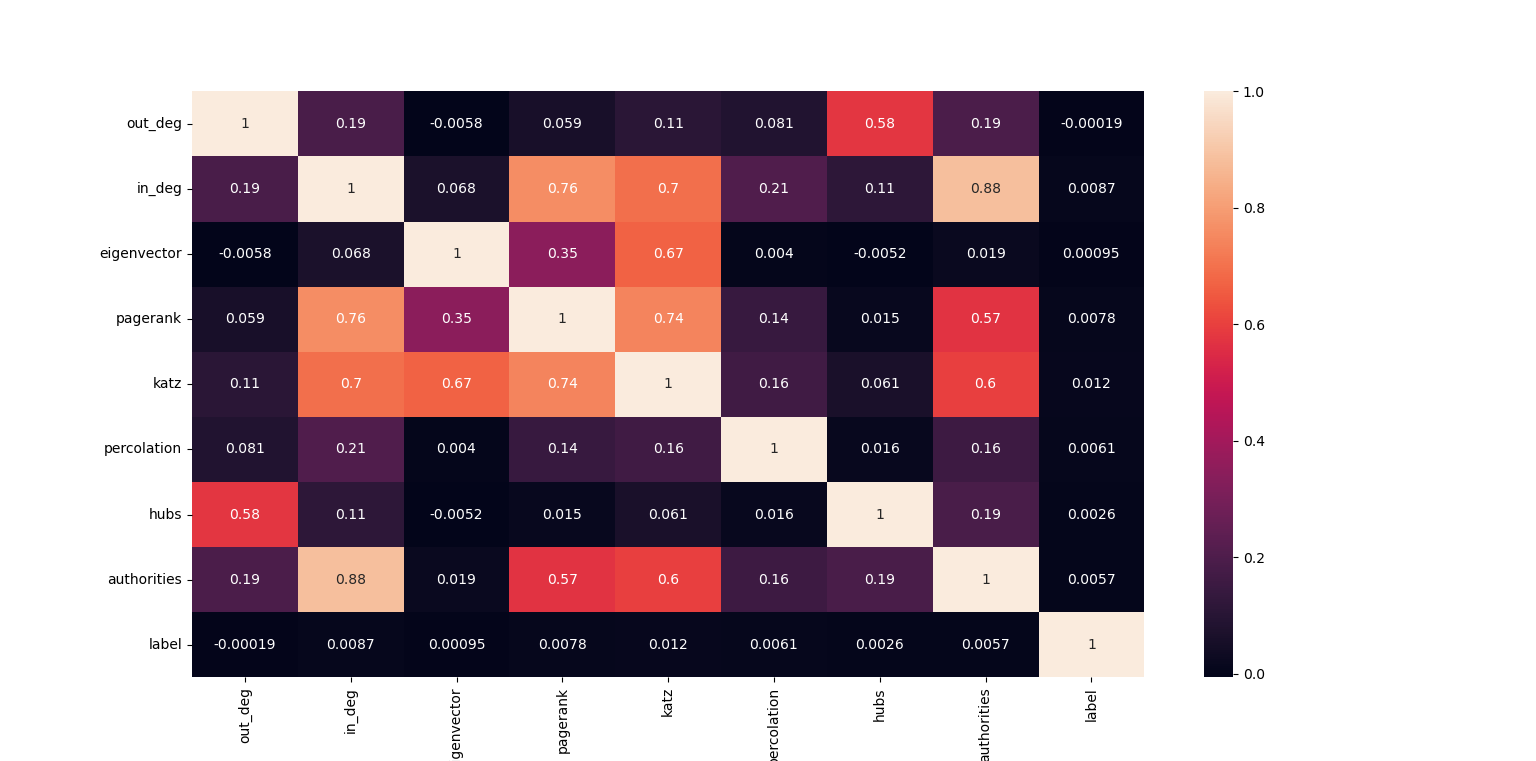 out_deg 1 0.19 -0.0058 0.059 0.11 0.081 0.58 0.19 -0.00019
in_deg 0.19 1 0.068 0.76 0.7 0.21 0.11 0.88 0.0087
eigenvector -0.0058 0.068 1 0.35 0.67 0.004 -0.0052 0.019 0.00095
pagerank 0.059 0.76 0.35 1 0.74 0.14 0.015 0.57 0.0078
katz 0.11 0.7 0.67 0.74 1 0.16 0.061 0.6 0.012
percolation 0.081 0.21 0.004 0.14 0.16 1 0.016 0.16 0.0061
hubs 0.58 0.11 -0.0052 0.015 0.061 0.016 1 0.19 0.0026
authorities 0.19 0.88 0.019 0.57 0.6 0.16 0.19 1 0.0057
label -0.00019 0.0087 0.00095 0.0078 0.012 0.0061 0.0026 0.0057 1
out_deg in_deg genvector pagerank katz ercolation hubs authorities label
1.0
0.8
0.6
0.4
0.2
0.0